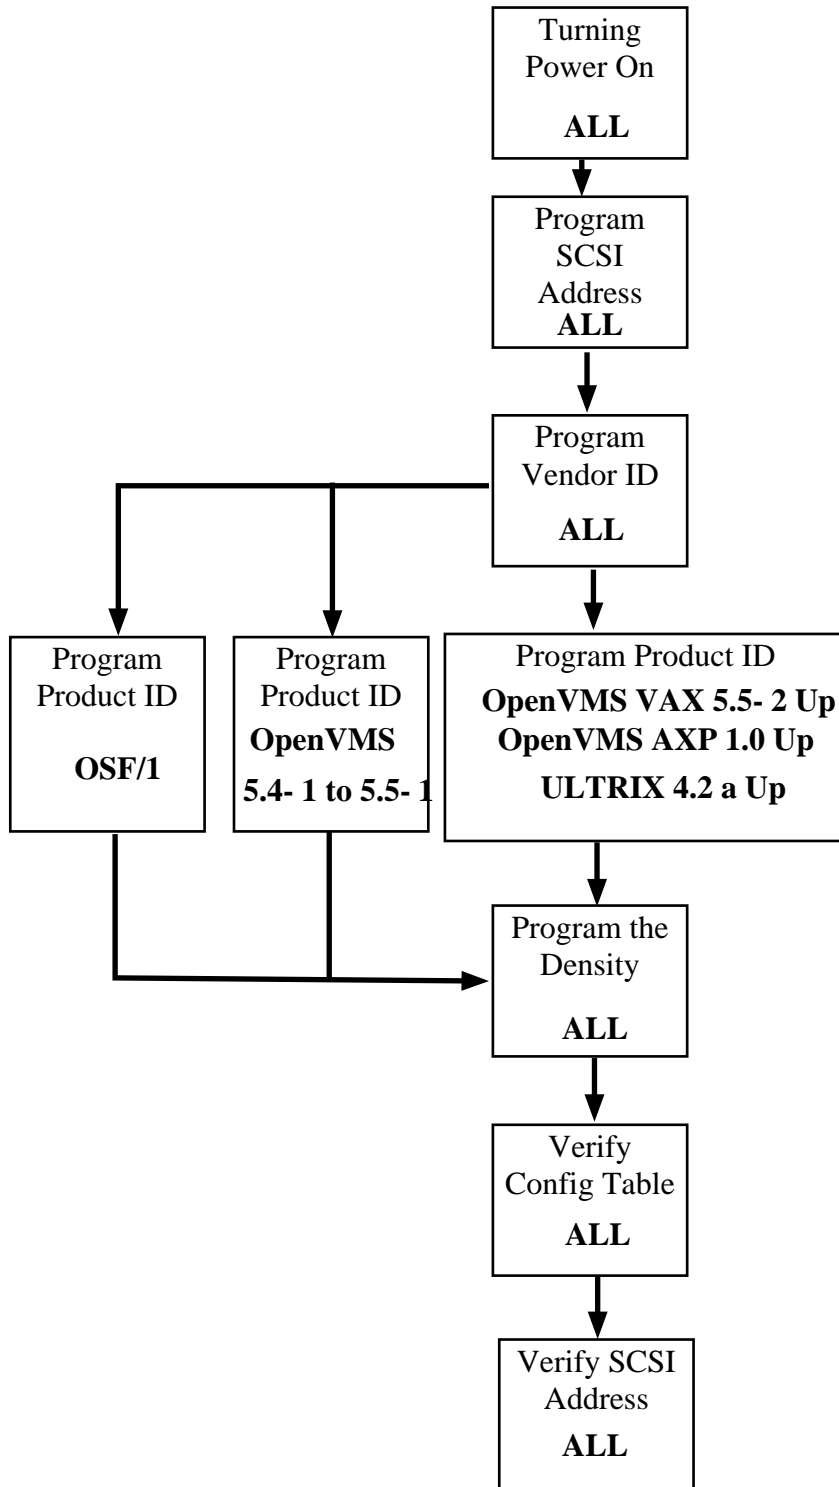 Turning
Power On
ALL
Program
SCSI
Address
ALL
Program
Vendor ID
ALL
Program
Product ID
OSF/1
Program
Product ID
OpenVMS
5.4- 1 to 5.5- 1
Program Product ID
OpenVMS VAX 5.5- 2 Up
OpenVMS AXP 1.0 Up
ULTRIX 4.2 a Up
Program the
Density
ALL
Verify
Config Table
ALL
Verify SCSI
Address
ALL